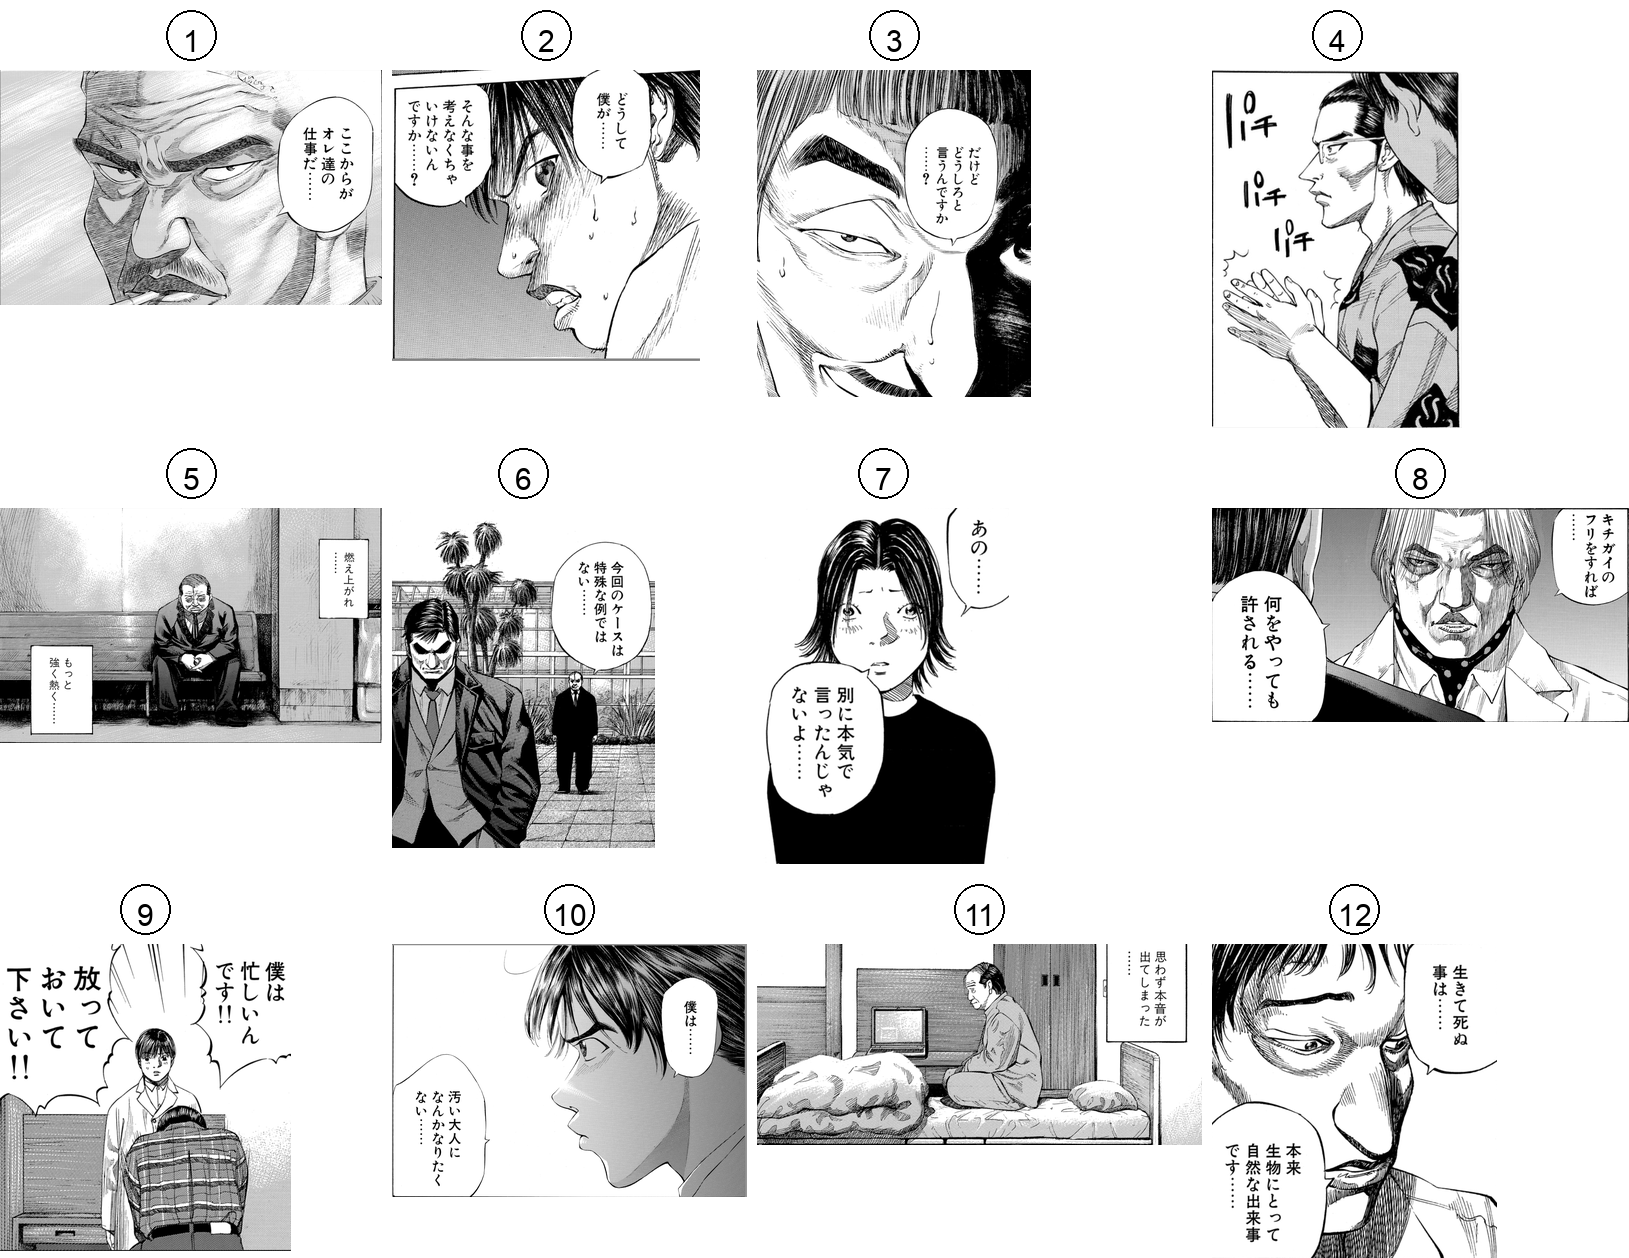 1
ここからが
オレ達の
仕事だ……
2
どうして
僕が……
そんな事を
考えなくちゃ
いけないん
ですか……?
3
だけど
どうしろと
言うんですか
……?
4
パチ
パチ
パチ
5
燃え上がれ
……
もっと
強く熱く……
6
今回のケースは
特殊な例では
ない……
7
あの……
別に本気で
言ったんじゃ
ないよ……
8
キチガイの
フリをすれば
……
何をやっても
許される……
9
僕は
忙しいん
です!!
放って
おいて
下さい!!
10
僕は……
汚い大人に
なんかなりたく
ない……
11
思わず本音が
出てしまった
……
12
生きて死ぬ
事は……
本来
生物にとって
自然な出来事
です……